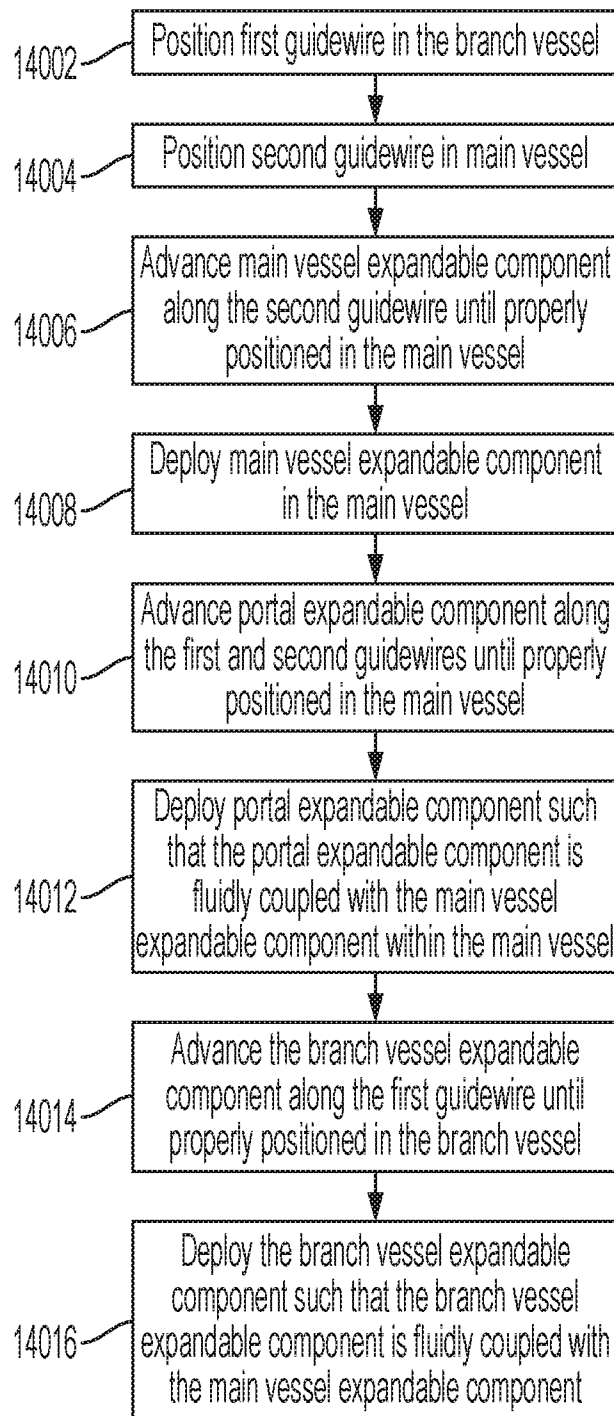 14002
Position first guidewire in the branch vessel
14004
Position second guidewire in main vessel
14006
Advance main vessel expandable component
along the second guidewire until properly
positioned in the main vessel
14008
Deploy main vessel expandable component
in the main vessel
14010
Advance portal expandable component along
the first and second guidewires until properly
positioned in the main vessel
14012
Deploy portal expandable component such
that the portal expandable component is
fluidly coupled with the main vessel
expandable component within the main vessel
14014
Advance the branch vessel expandable
component along the first guidewire until
properly positioned in the branch vessel
14016
Deploy the branch vessel expandable
component such that the branch vessel
expandable component is fluidly coupled with
the main vessel expandable component